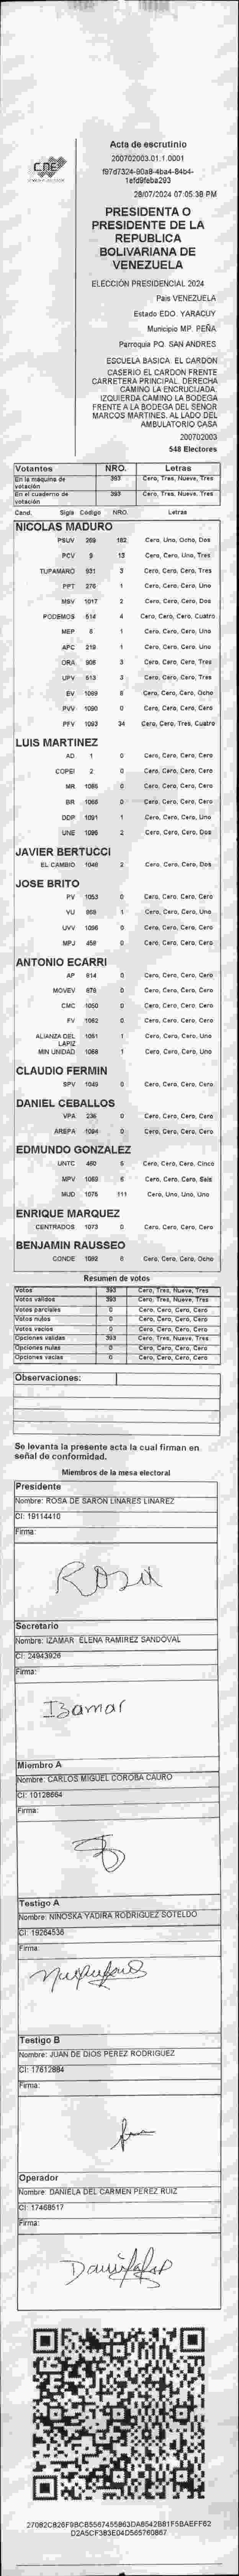 CNE
Acta de escrutinio
200702003.01.1.0001
f97d7324-90a8-4ba4-84b4-
1efd9feba293
28/07/2024 07:05:38 PM
PRESIDENTA O
PRESIDENTE DE LA
REPUBLICA
BOLIVARIANA DE
VENEZUELA
ELECCIÓN PRESIDENCIAL 2024
País VENEZUELA
Estado EDO. YARACUY
Municipio MP. PEÑA
Parroquia PQ. SAN ANDRES
ESCUELA BASICA EL CARDON
CASERIO EL CARDON FRENTE
CARRETERA PRINCIPAL. DERECHA
CAMINO LA ENCRUCIJADA.
IZQUIERDA CAMINO LA BODEGA
FRENTE A LA BODEGA DEL SEÑOR
MARCOS MARTINES. AL LADO DEL
AMBULATORIO CASA
200702003
548 Electores
Votantes NRO. Letras
En la máquina de votación 393 Cero, Tres, Nueve, Tres
En el cuaderno de votación 393 Cero, Tres, Nueve, Tres
Cand. Sigla Código NRO. Letras
NICOLAS MADURO
PSUV 269 182 Cero, Uno, Ocho, Dos
PCV 9 13 Cero, Cero, Uno, Tres
TUPAMARO 931 3 Cero, Cero, Cero, Tres
PPT 276 1 Cero, Cero, Cero, Uno
MSV 1017 2 Cero, Cero, Cero, Dos
PODEMOS 514 4 Cero, Cero, Cero, Cuatro
MEP 6 1 Cero, Cero, Cero, Uno
APC 219 1 Cero, Cero, Cero, Uno
ORA 908 3 Cero, Cero, Cero, Tres
UPV 613 3 Cero, Cero, Cero, Tres
EV 1089 8 Cero, Cero, Cero, Ocho
PVV 1090 0 Cero, Cero, Cero, Cero
PFV 1093 34 Cero, Cero, Tres, Cuatro
LUIS MARTINEZ
AD 1 0 Cero, Cero, Cero, Cero
COPEI 2 0 Cero, Cero, Cero, Cero
MR 1085 0 Cero, Cero, Cero, Cero
BR 1066 0 Cero, Cero, Cero, Cero
DDP 1091 1 Cero, Cero, Cero, Uno
UNE 1096 2 Cero, Cero, Cero, Dos
JAVIER BERTUCCI
EL CAMBIO 1046 2 Cero, Cero, Cero, Dos
JOSE BRITO
PV 1053 0 Cero, Cero, Cero, Cero
VU 868 1 Cero, Cero, Cero, Uno
UVV 1056 0 Cero, Cero, Cero, Cero
MPJ 458 0 Cero, Cero, Cero, Cero
ANTONIO ECARRI
AP 814 0 Cero, Cero, Cero, Cero
MOVEV 876 0 Cero, Cero, Cero, Cero
CMC 1050 0 Cero, Cero, Cero, Cero
FV 1062 0 Cero, Cero, Cero, Cero
ALIANZA DEL LAPIZ 1051 1 Cero, Cero, Cero, Uno
MIN UNIDAD 1068 1 Cero, Cero, Cero, Uno
CLAUDIO FERMIN
SPV 1049 0 Cero, Cero, Cero, Cero
DANIEL CEBALLOS
VPA 236 0 Cero, Cero, Cero, Cero
AREPA 1094 0 Cero, Cero, Cero, Cero
EDMUNDO GONZALEZ
UNTC 460 5 Cero, Cero, Cero, Cinco
MPV 1069 6 Cero, Cero, Cero, Seis
MUD 1075 111 Cero, Uno, Uno, Uno
ENRIQUE MARQUEZ
CENTRADOS 1073 0 Cero, Cero, Cero, Cero
BENJAMIN RAUSSEO
CONDE 1082 8 Cero, Cero, Cero, Ocho
Resumen de votos
Votos 393 Cero, Tres, Nueve, Tres
Votos válidos 393 Cero, Tres, Nueve, Tres
Votos parciales 0 Cero, Cero, Cero, Cero
Votos nulos 0 Cero, Cero, Cero, Cero
Votos vacíos 0 Cero, Cero, Cero, Cero
Opciones validas 393 Cero, Tres, Nueve, Tres
Opciones nulas 0 Cero, Cero, Cero, Cero
Opciones vacias 0 Cero, Cero, Cero, Cero
Observaciones:
Se levanta la presente acta la cual firman en
señal de conformidad.
Miembros de la mesa electoral
Presidente
Nombre: ROSA DE SARON LINARES LINAREZ
CI: 19114410
Firma:
Rosa
Secretario
Nombre: IZAMAR ELENA RAMIREZ SANDOVAL
CI: 24943926
Firma:
Izamar
Miembro A
Nombre: CARLOS MIGUEL COROBA CAURO
CI: 10128664
Firma:
Testigo A
Nombre: NINOSKA YADIRA RODRIGUEZ SOTELDO
CI: 19264536
Firma:
Testigo B
Nombre: JUAN DE DIOS PEREZ RODRIGUEZ
CI: 17612884
Firma:
Operador
Nombre: DANIELA DEL CARMEN PEREZ RUIZ
CI: 17468517
Firma: